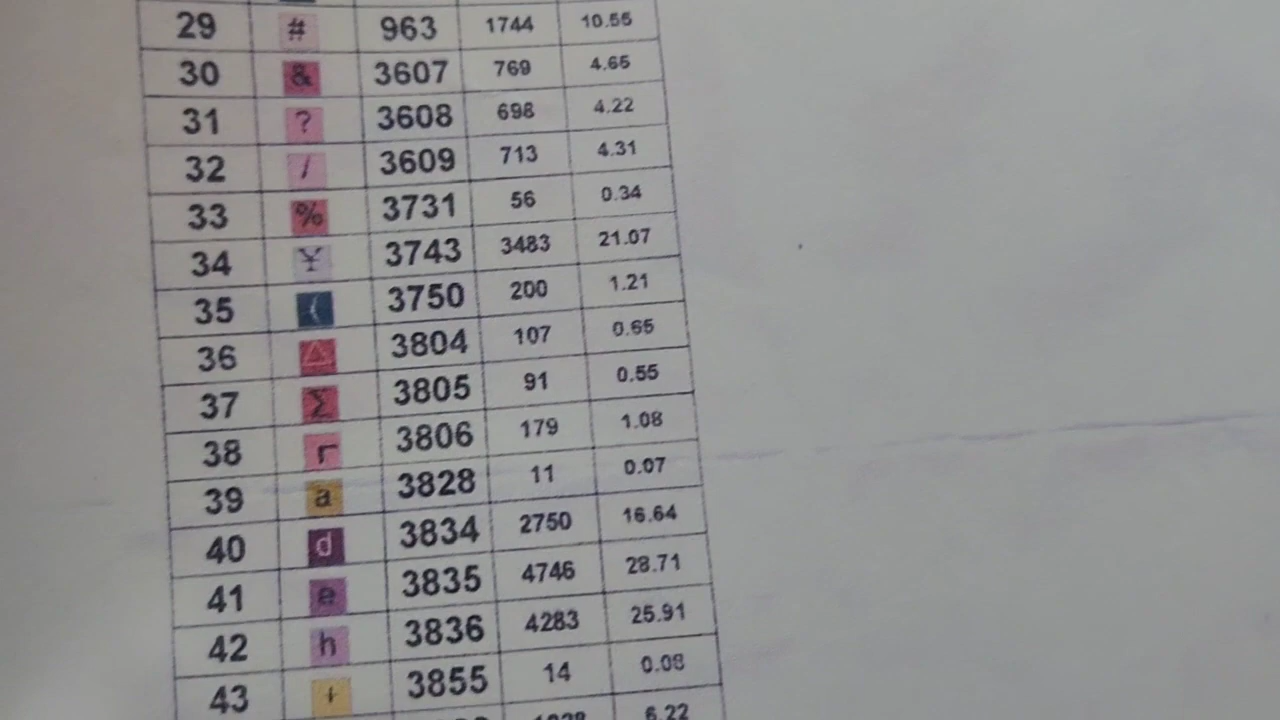 29 # 963 1744 10.55
30 & 3607 769 4.65
31 ? 3608 698 4.22
32 / 3609 713 4.31
33 % 3731 56 0.34
34 ¥ 3743 3483 21.07
35 ( 3750 200 1.21
36 △ 3804 107 0.65
37 Σ 3805 91 0.55
38 r 3806 179 1.08
39 a 3828 11 0.07
40 d 3834 2750 16.64
41 e 3835 4746 28.71
42 h 3836 4283 25.91
43 + 3855 14 0.08
6.22